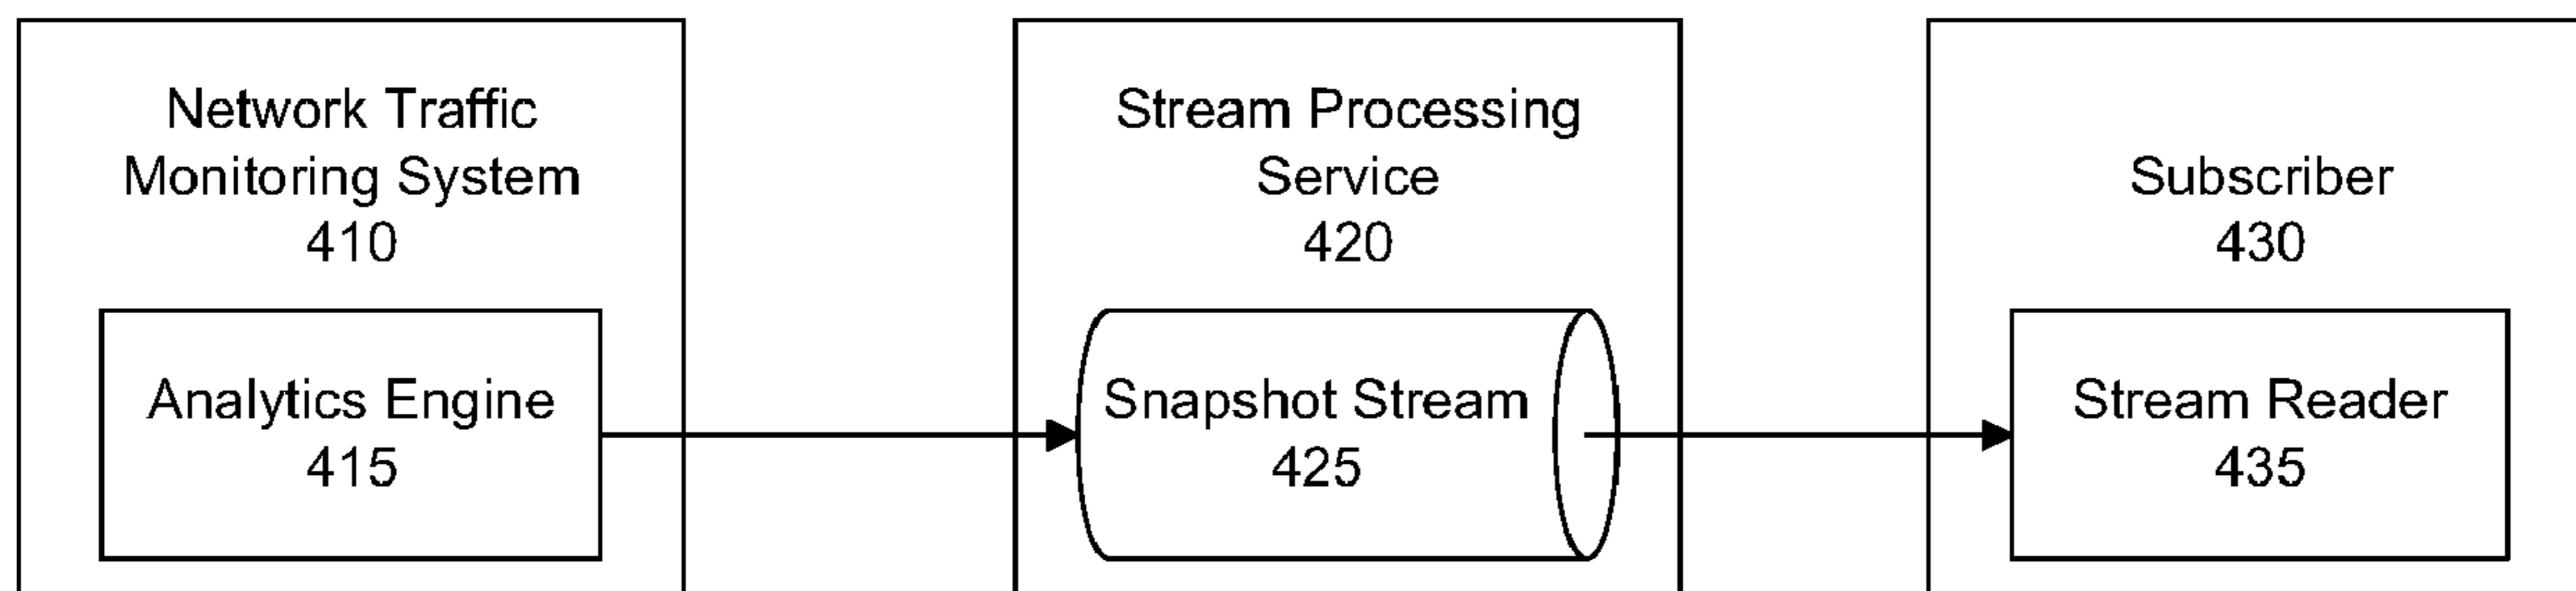 Network Traffic
Monitoring System
410
Analytics Engine
415
Stream Processing
Service
420
Snapshot Stream
425
Subscriber
430
Stream Reader
435